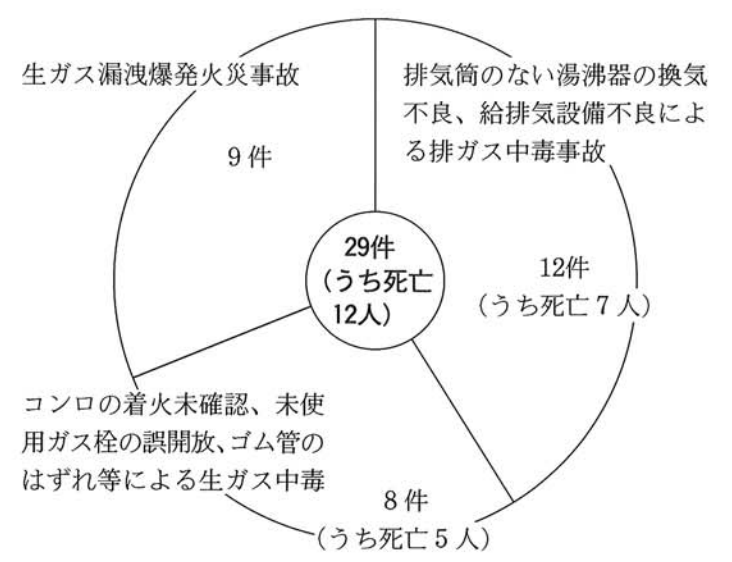 生ガス漏洩爆発火災事故
9件
排気筒のない湯沸器の換気
不良、給排気設備不良によ
る排ガス中毒事故
12件
(うち死亡7人)
29件
(うち死亡
12人)
コンロの着火未確認、未使
用ガス栓の誤開放、ゴム管の
はずれ等による生ガス中毒
8件
(うち死亡5人)